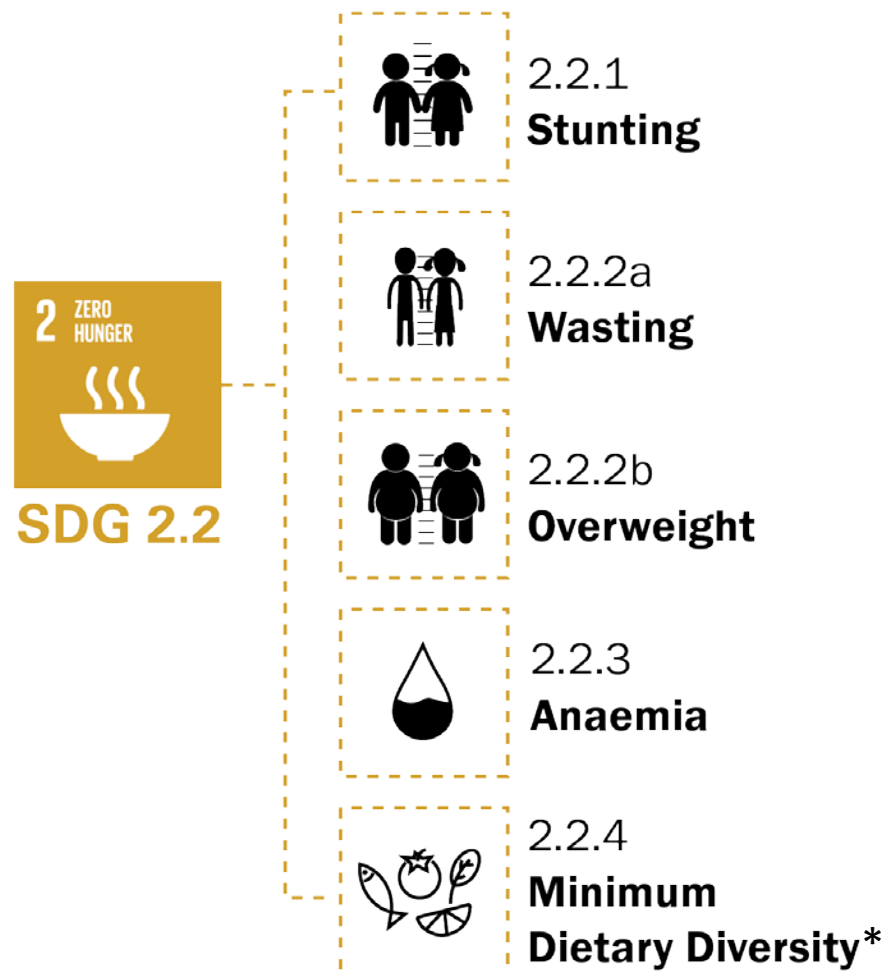 2.2.1
Stunting
2.2.2a
Wasting
2 ZERO
HUNGER
SDG 2.2
2.2.2b
Overweight
2.2.3
Anaemia
2.2.4
Minimum
Dietary Diversity*